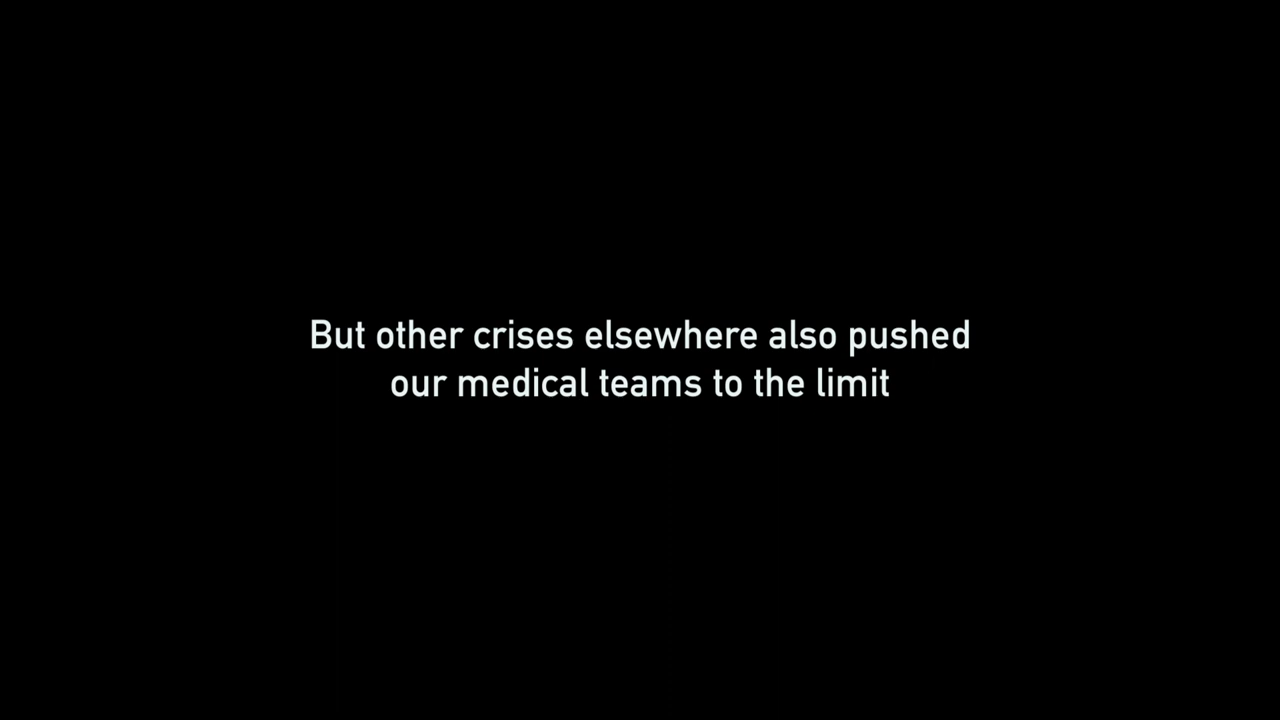 But other crises elsewhere also pushed
our medical teams to the limit